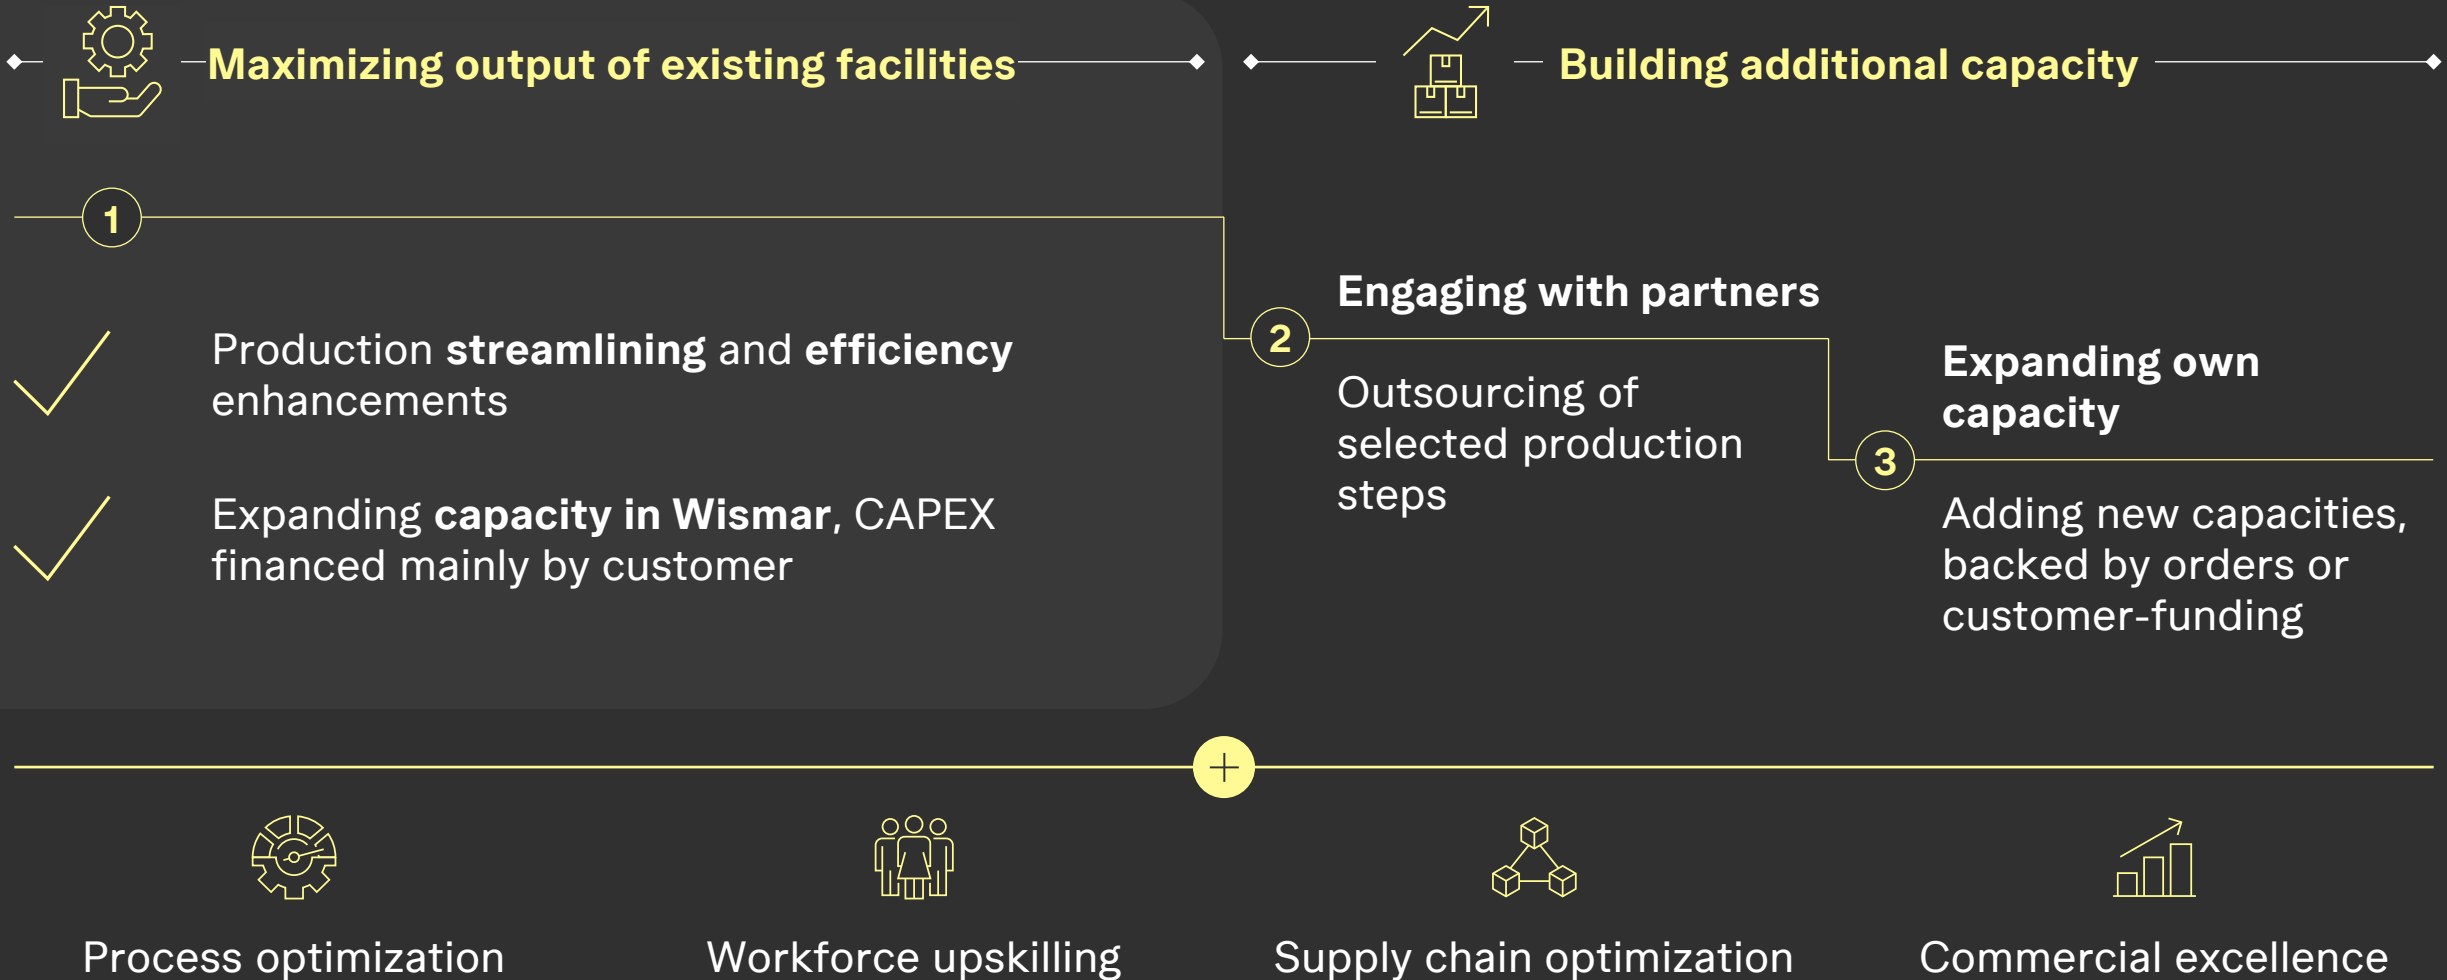 Maximizing output of existing facilities
Building additional capacity
1
Production streamlining and efficiency
enhancements
Expanding capacity in Wismar, CAPEX
financed mainly by customer
2
Engaging with partners
Outsourcing of
selected production
steps
3
Expanding own
capacity
Adding new capacities,
backed by orders or
customer-funding
Process optimization
Workforce upskilling
Supply chain optimization
Commercial excellence